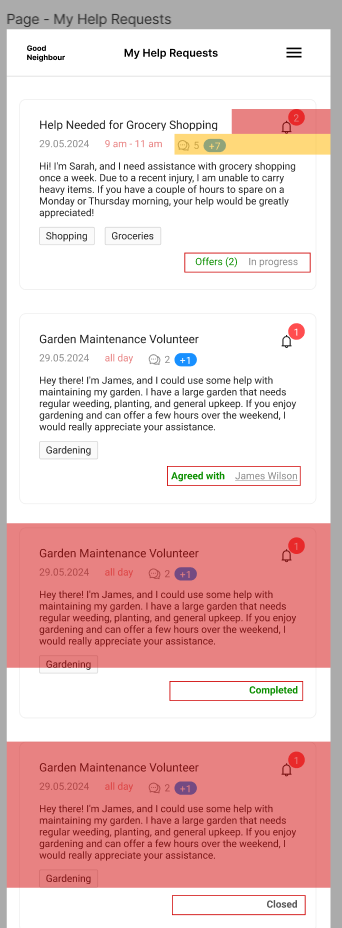 Page - My Help Requests
Good
Neighbour
My Help Requests
Help Needed for Grocery Shopping
2
29.05.2024 9 am - 11 am 5 +7
Hi! I'm Sarah, and I need assistance with grocery shopping
once a week. Due to a recent injury, I am unable to carry
heavy items. If you have a couple of hours to spare on a
Monday or Thursday morning, your help would be greatly
appreciated!
Shopping Groceries
Offers (2) In progress
Garden Maintenance Volunteer
1
29.05.2024 all day 2 +1
Hey there! I'm James, and I could use some help with
maintaining my garden. I have a large garden that needs
regular weeding, planting, and general upkeep. If you enjoy
gardening and can offer a few hours over the weekend, I
would really appreciate your assistance.
Gardening
Agreed with James Wilson
Garden Maintenance Volunteer
1
29.05.2024 all day 2 +1
Hey there! I'm James, and I could use some help with
maintaining my garden. I have a large garden that needs
regular weeding, planting, and general upkeep. If you enjoy
gardening and can offer a few hours over the weekend, I
would really appreciate your assistance.
Gardening
Completed
Garden Maintenance Volunteer
1
29.05.2024 all day 2 +1
Hey there! I'm James, and I could use some help with
maintaining my garden. I have a large garden that needs
regular weeding, planting, and general upkeep. If you enjoy
gardening and can offer a few hours over the weekend, I
would really appreciate your assistance.
Gardening
Closed